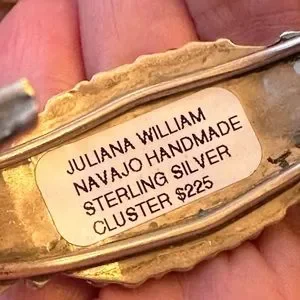 JULIANA WILLIAM
NAVAJO HANDMADE
STERLING SILVER
CLUSTER $225